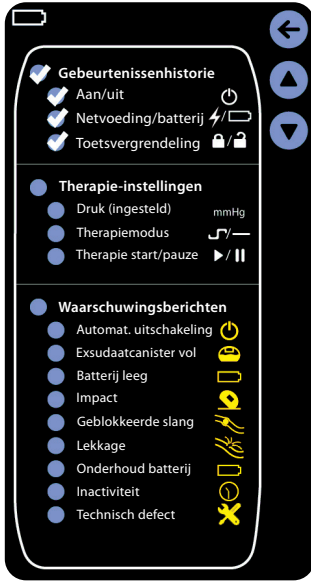 Gebeurtenissenhistorie
Aan/uit
Netvoeding/batterij /
Toetsvergrendeling /
Therapie-instellingen
Druk (ingesteld) mmHg
Therapiemodus /
Therapie start/pauze /
Waarschuwingsberichten
Automat. uitschakeling
Exsudaatcanister vol
Batterij leeg
Impact
Geblokkeerde slang
Lekkage
Onderhoud batterij
Inactiviteit
Technisch defect